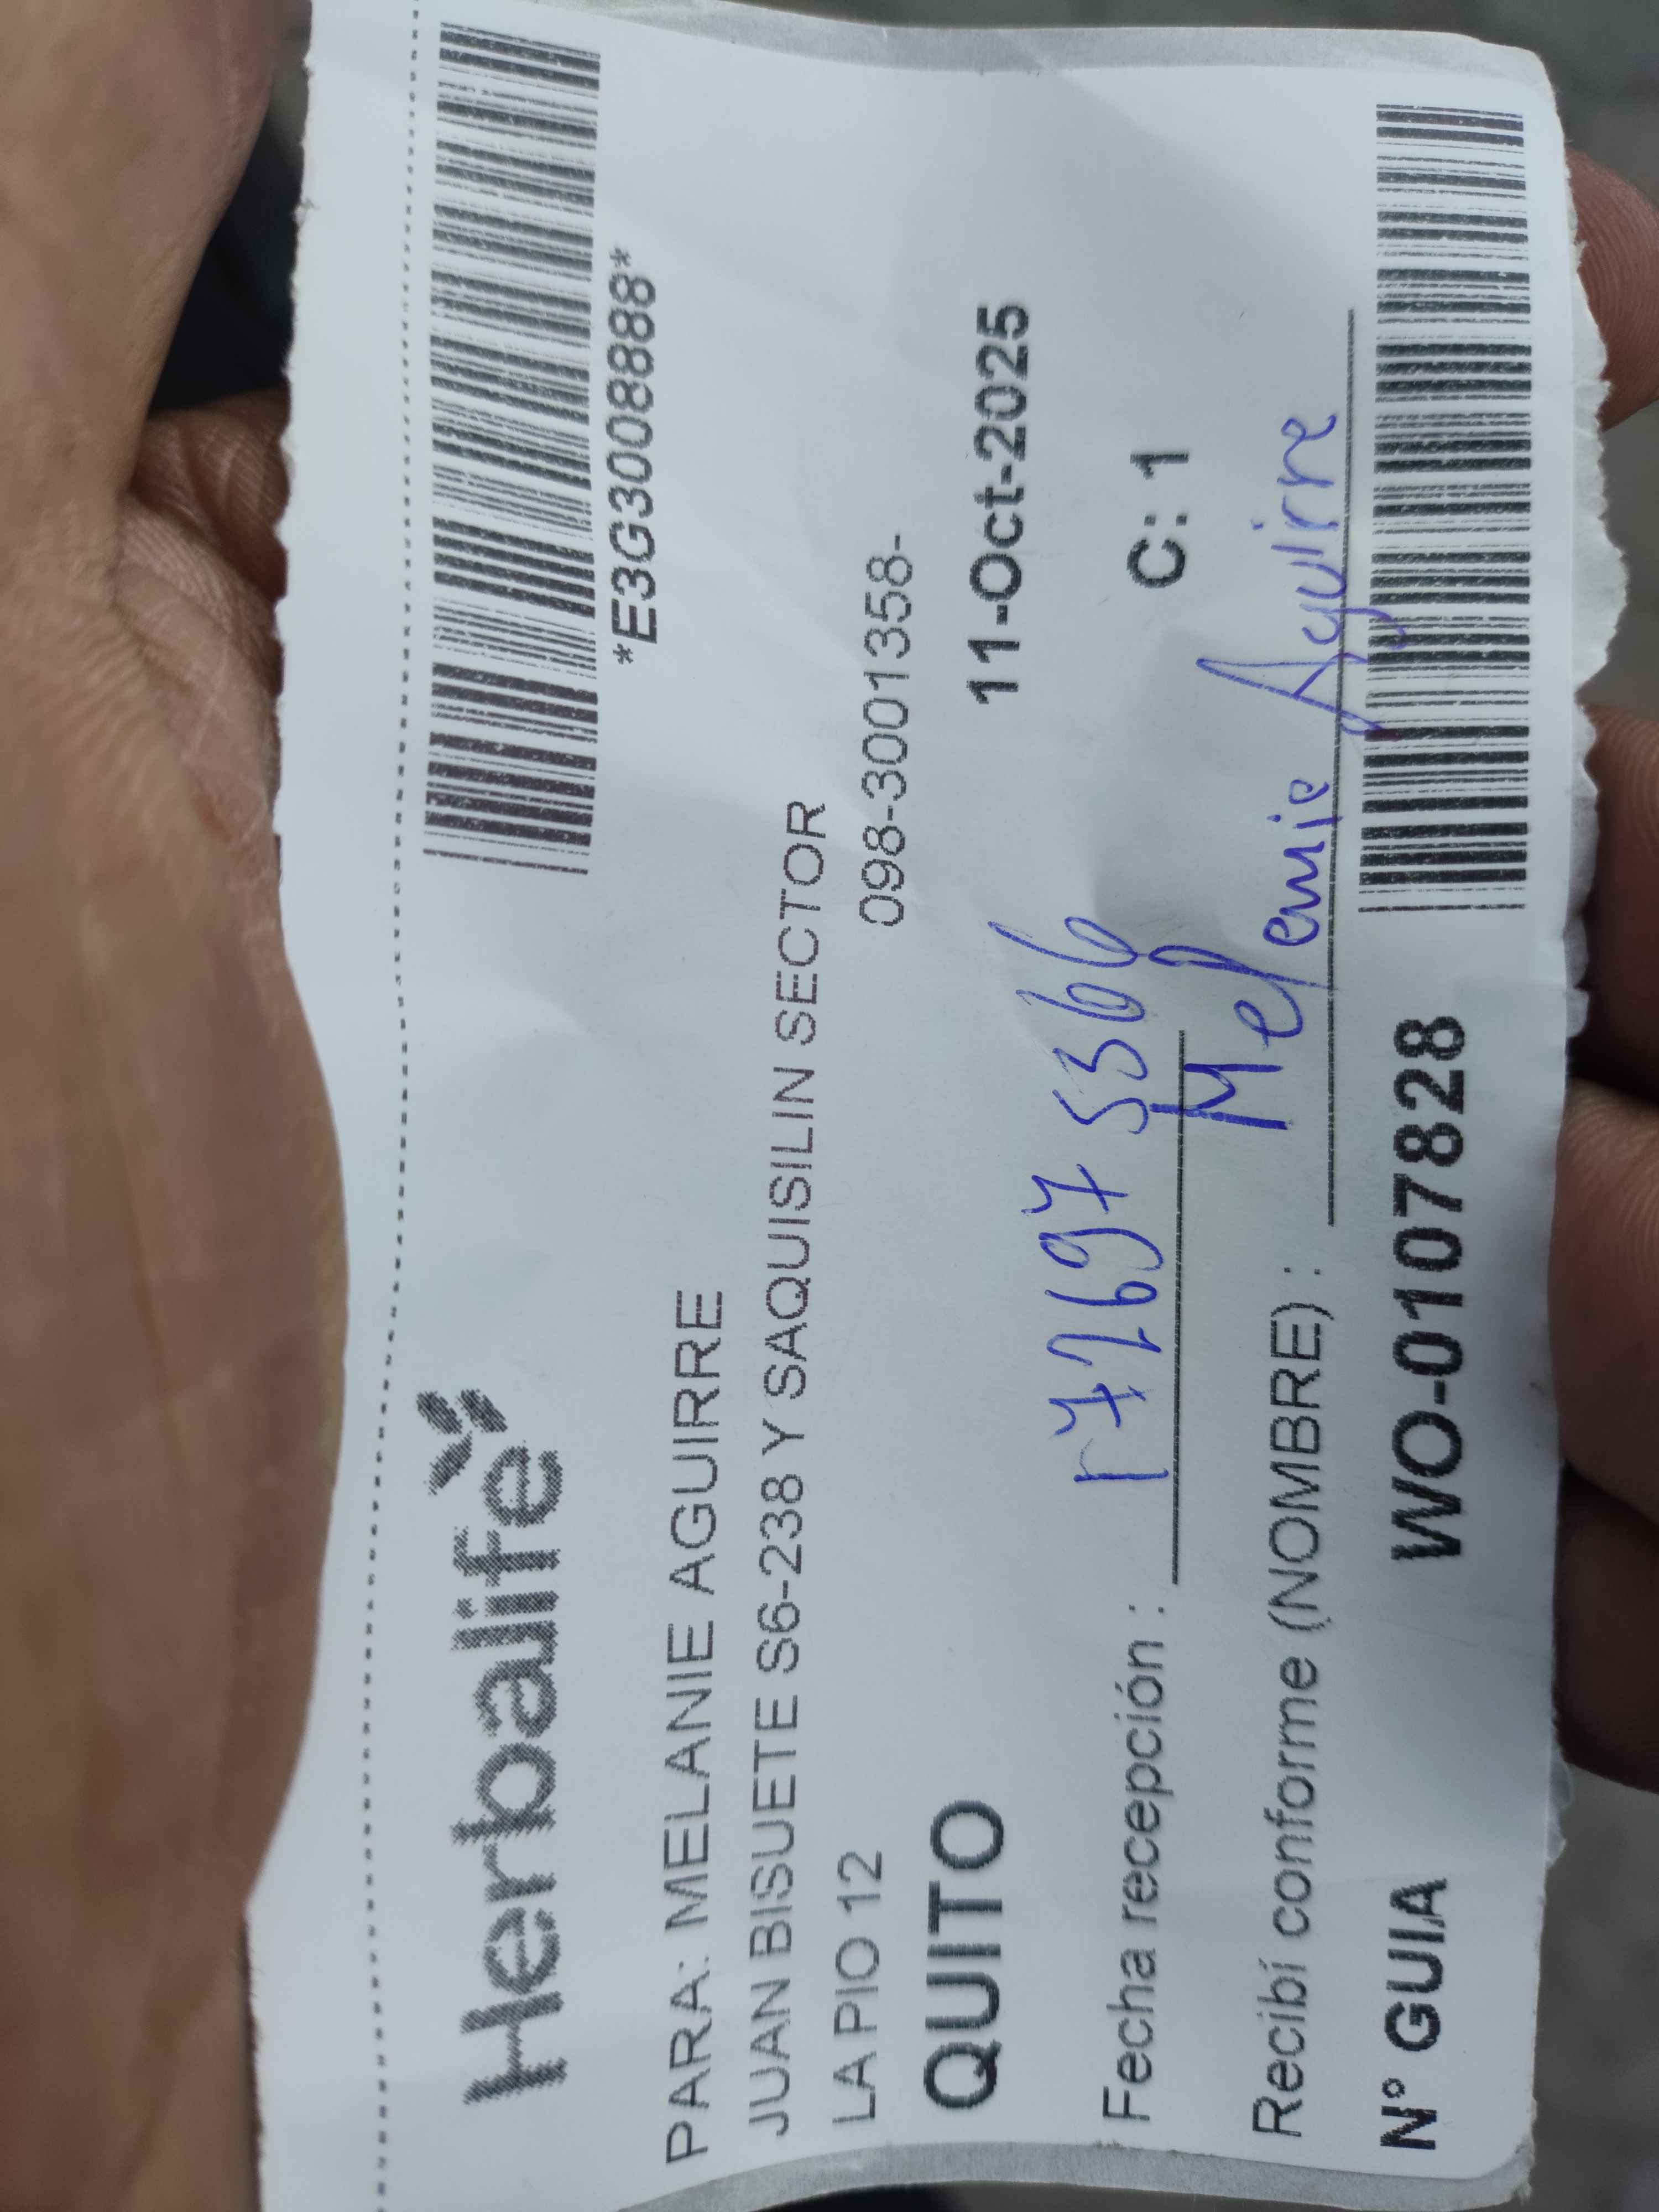 Herbalife
*E3G3008888*
PARA: MELANIE AGUIRRE
JUAN BISUETE S6-238 Y SAQUISILIN SECTOR
LA PIO 12
098-3001358-
QUITO
11-Oct-2025
Fecha recepción :
C: 1
Recibí conforme (NOMBRE) : Melanie Aguirre
N° GUIA WO-0107828